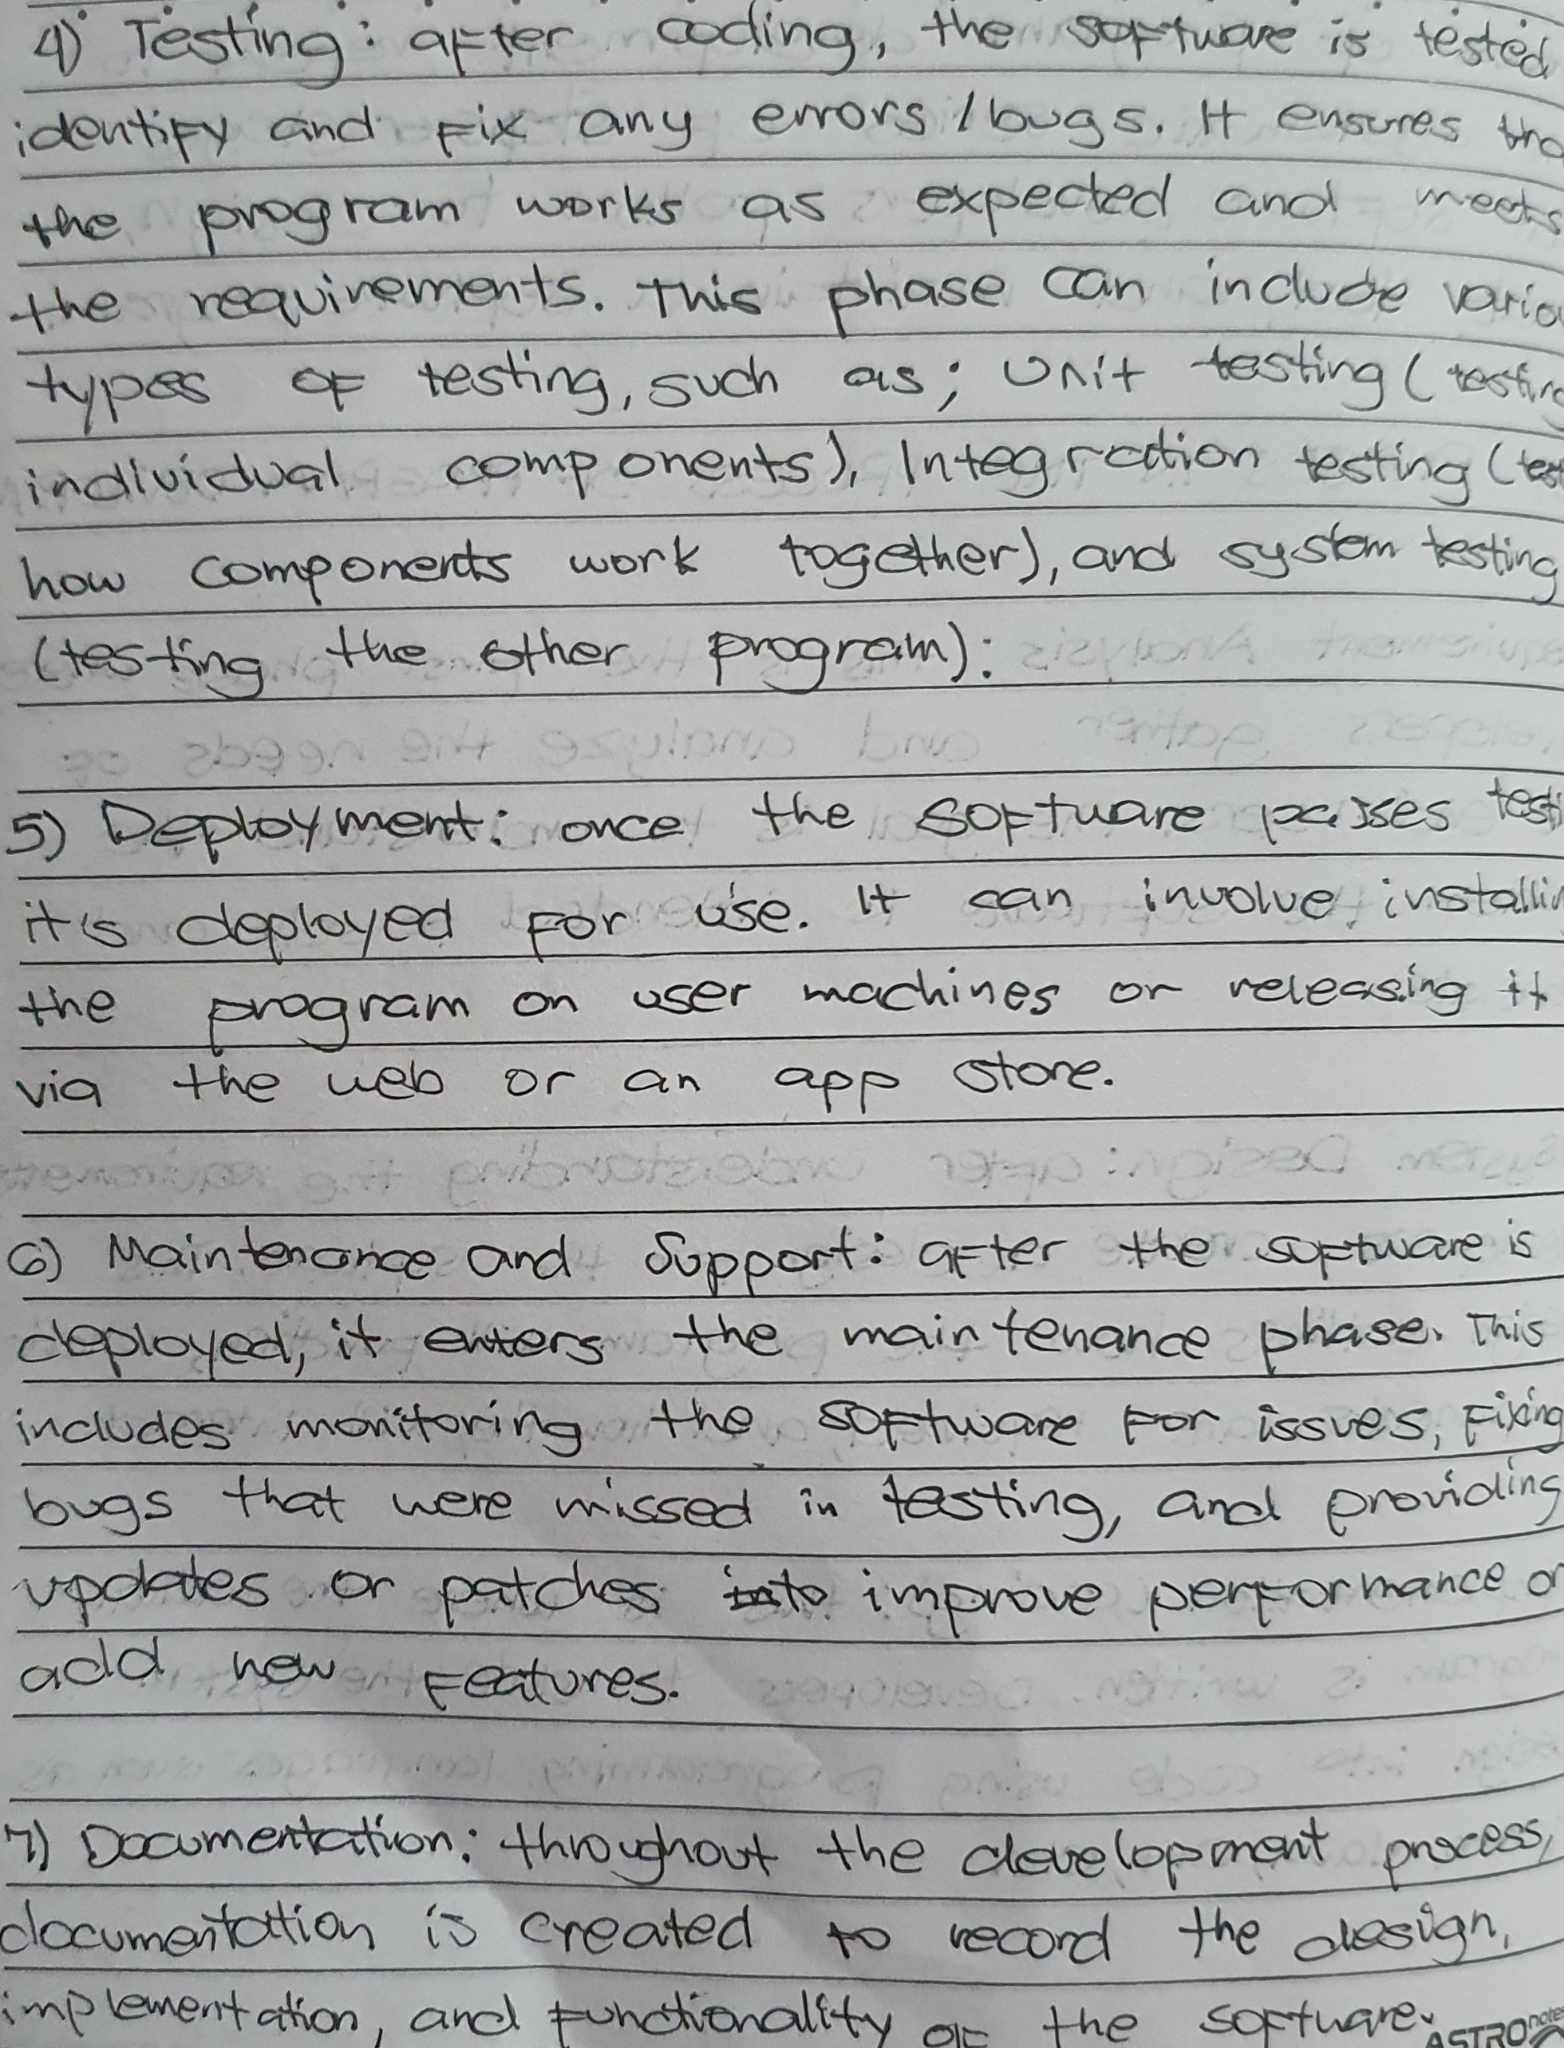 4) Testing: after coding, the software is tested
identify and fix any errors/bugs. It ensures tha
the program works as expected and meets
the requirements. This phase can include vario
types of testing, such as; Unit testing (testing
individual components), Integration testing (test
how components work together), and system testing
(testing the other program):
5) Deployment: once the software passes testi
it's deployed for use. It can involve installin
the program on user machines or releasing it
via the web or an app store.
6) Maintenance and Support: after the software is
deployed, it enters the maintenance phase. This
includes monitoring the software for issues, fixing
bugs that were missed in testing, and providing
updates or patches to improve performance or
add new features.
7) Documentation: throughout the development process,
documentation is created to record the design,
implementation, and functionality of the software.
ASTROnote